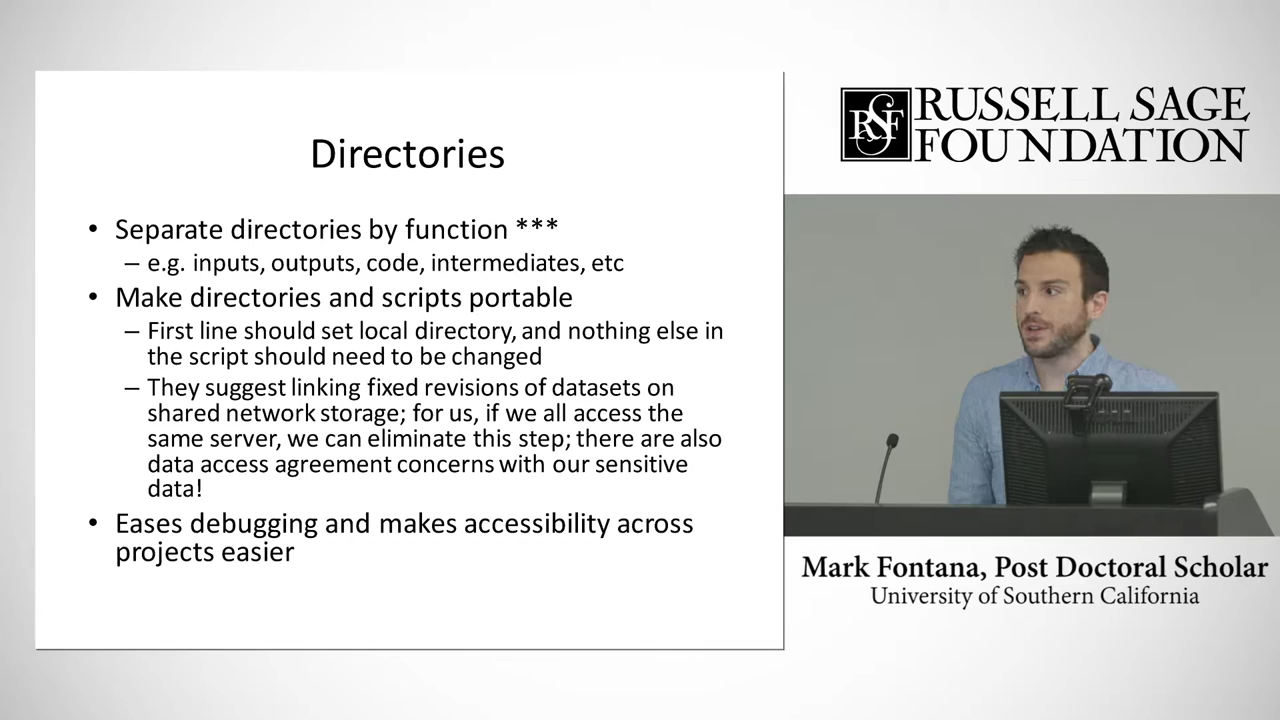 Directories
• Separate directories by function ***
– e.g. inputs, outputs, code, intermediates, etc
• Make directories and scripts portable
– First line should set local directory, and nothing else in
the script should need to be changed
– They suggest linking fixed revisions of datasets on
shared network storage; for us, if we all access the
same server, we can eliminate this step; there are also
data access agreement concerns with our sensitive
data!
• Eases debugging and makes accessibility across
projects easier
RSF
RUSSELL SAGE
FOUNDATION
Mark Fontana, Post Doctoral Scholar
University of Southern California